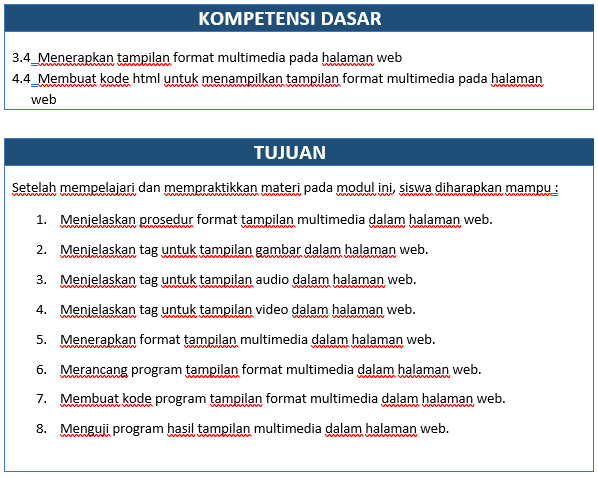 KOMPETENSI DASAR
3.4 Menerapkan tampilan format multimedia pada halaman web
4.4 Membuat kode html untuk menampilkan tampilan format multimedia pada halaman
web
TUJUAN
Setelah mempelajari dan mempraktikkan materi pada modul ini, siswa diharapkan mampu :
1. Menjelaskan prosedur format tampilan multimedia dalam halaman web.
2. Menjelaskan tag untuk tampilan gambar dalam halaman web.
3. Menjelaskan tag untuk tampilan audio dalam halaman web.
4. Menjelaskan tag untuk tampilan video dalam halaman web.
5. Menerapkan format tampilan multimedia dalam halaman web.
6. Merancang program tampilan format multimedia dalam halaman web.
7. Membuat kode program tampilan format multimedia dalam halaman web.
8. Menguji program hasil tampilan multimedia dalam halaman web.